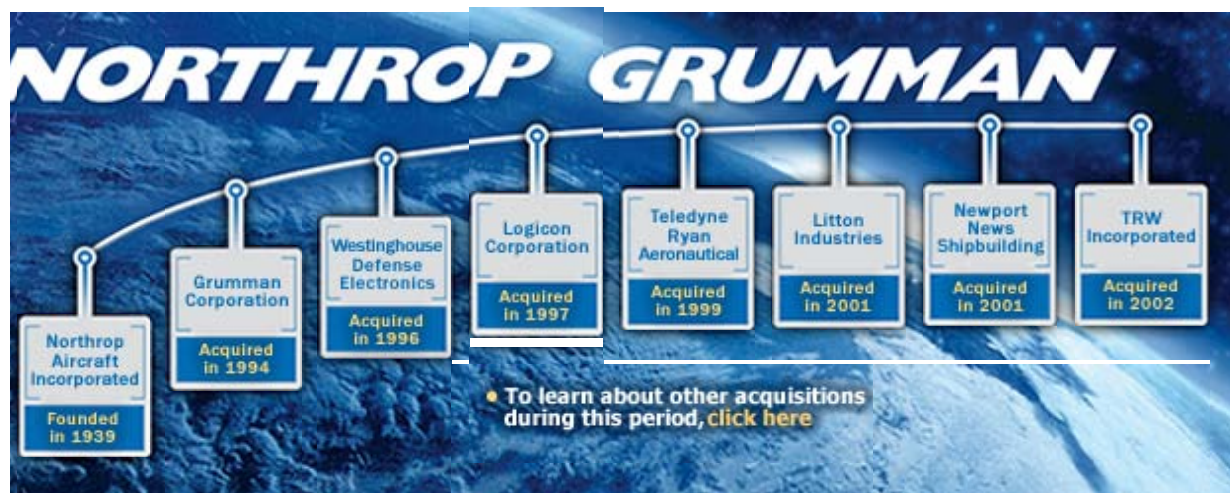 NORTHROP GRUMMAN
Northrop
Aircraft
Incorporated
Founded
in 1939
Grumman
Corporation
Acquired
in 1994
Westinghouse
Defense
Electronics
Acquired
in 1996
Logicon
Corporation
Acquired
in 1997
Teledyne
Ryan
Aeronautical
Acquired
in 1999
Litton
Industries
Acquired
in 2001
Newport
News
Shipbuilding
Acquired
in 2001
TRW
Incorporated
Acquired
in 2002
• To learn about other acquisitions
during this period, click here